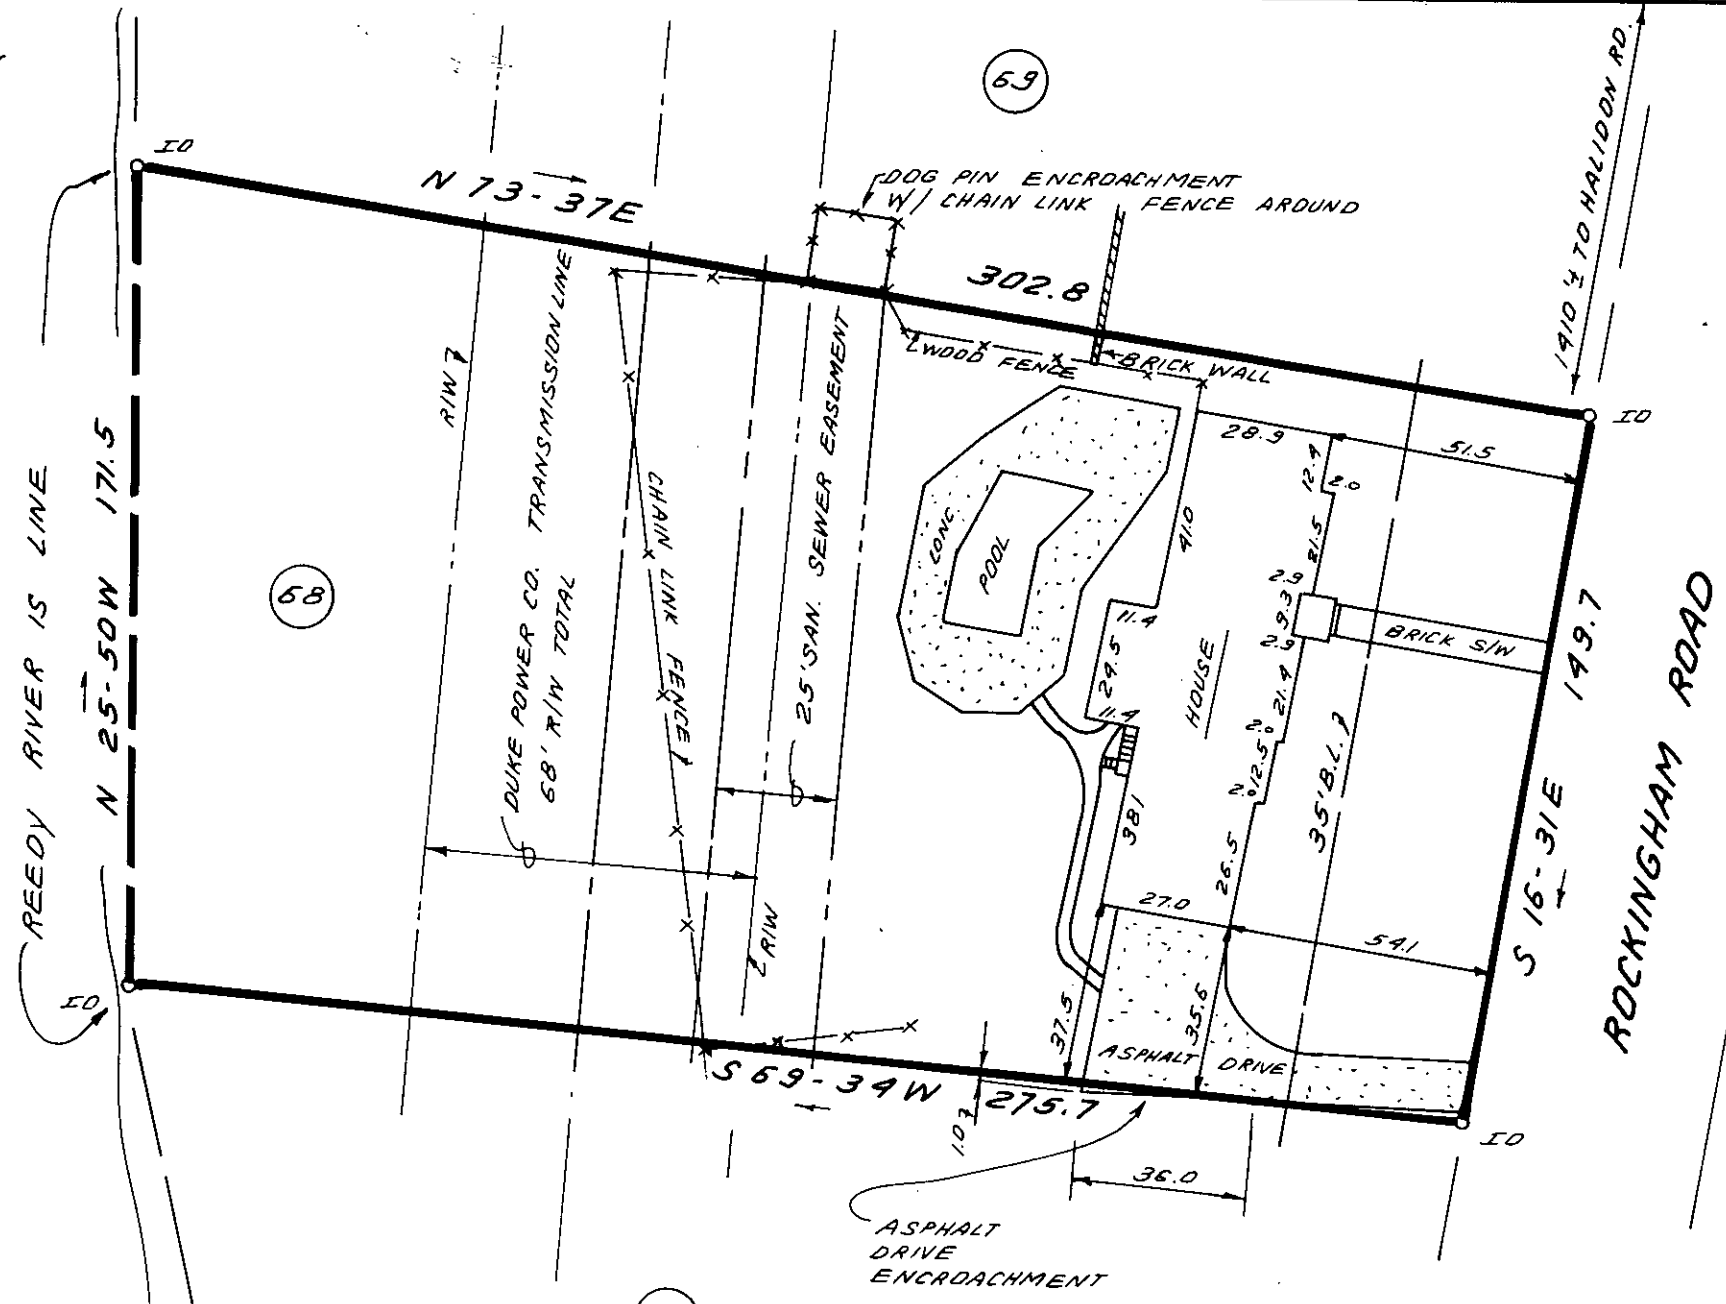 69
1410'± TO HALIDON RD.
IO
N 73-37E
DOG PIN ENCROACHMENT
W/ CHAIN LINK FENCE AROUND
302.8
WOOD FENCE
BRICK WALL
IO
R/W
DUKE POWER CO. TRANSMISSION LINE
68' R/W TOTAL
CHAIN LINK FENCE
25' SAN. SEWER EASEMENT
28.9
51.5
12.4
2.0
21.5
2.9
9.3
2.9
41.0
CONC.
POOL
11.4
24.5
11.4
HOUSE
BRICK S/W
149.7
21.4
2.0
12.5
2.0
35' B.L.
38.1
26.5
S 16-31E
ROCKINGHAM ROAD
68
REEDY RIVER IS LINE
N 25-50W 171.5
R/W
27.0
54.1
37.5
35.6
ASPHALT DRIVE
IO
S 69-34W
275.7
1.0
IO
36.0
ASPHALT
DRIVE
ENCROACHMENT